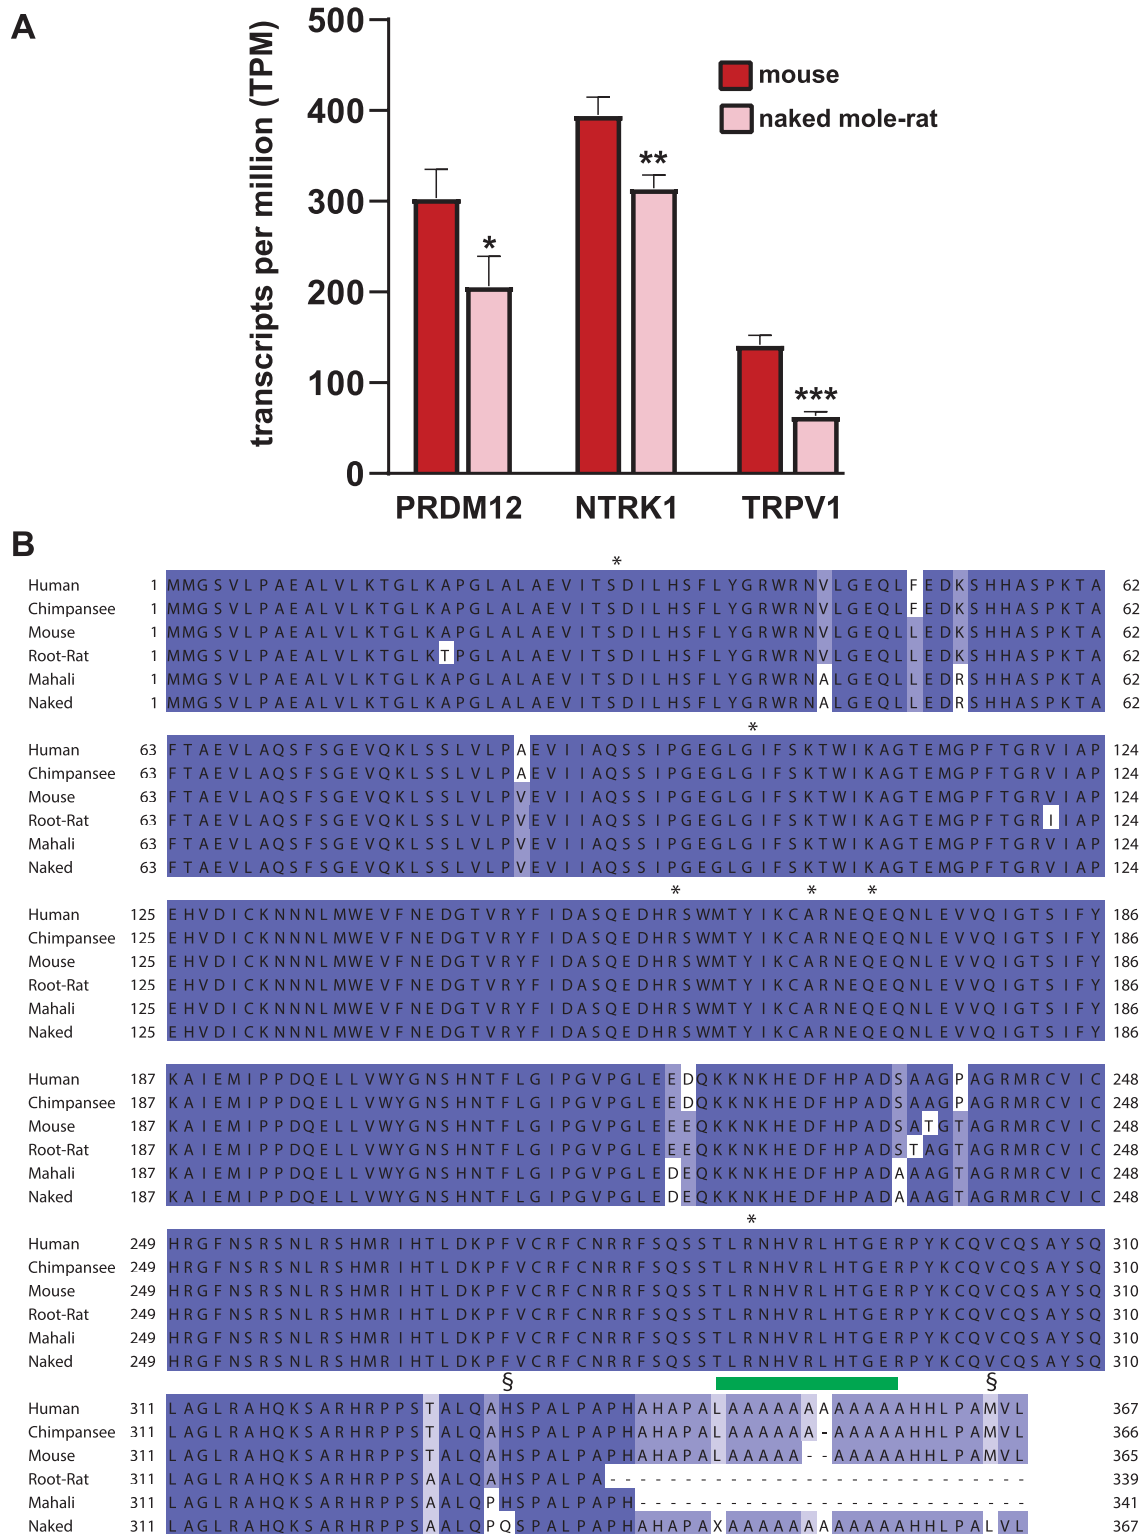 A
transcripts per million (TPM)
500
400
300
200
100
0
mouse
naked mole-rat
*
**
***
PRDM12 NTRK1 TRPV1
B
*
Human 1 MMGSVLPAEALVLKTGLKAPGLALAEVITSDILHSFLYGRWRNVLGEQLFEDKSHHASPKTA 62
Chimpansee 1 MMGSVLPAEALVLKTGLKAPGLALAEVITSDILHSFLYGRWRNVLGEQLFEDKSHHASPKTA 62
Mouse 1 MMGSVLPAEALVLKTGLKAPGLALAEVITSDILHSFLYGRWRNVLGEQLLEDKSHHASPKTA 62
Root-Rat 1 MMGSVLPAEALVLKTGLKTPGLALAEVITSDILHSFLYGRWRNVLGEQLLEDKSHHASPKTA 62
Mahali 1 MMGSVLPAEALVLKTGLKAPGLALAEVITSDILHSFLYGRWRNALGEQLLEDRSHHASPKTA 62
Naked 1 MMGSVLPAEALVLKTGLKAPGLALAEVITSDILHSFLYGRWRNALGEQLLEDRSHHASPKTA 62
*
Human 63 FTAEVLAQSFSGEVQKLSSLVLPAEVIIAQSSIPGEGLGIFSKTWIKAGTEMGPFTGRVIAP 124
Chimpansee 63 FTAEVLAQSFSGEVQKLSSLVLPAEVIIAQSSIPGEGLGIFSKTWIKAGTEMGPFTGRVIAP 124
Mouse 63 FTAEVLAQSFSGEVQKLSSLVLPVEVIIAQSSIPGEGLGIFSKTWIKAGTEMGPFTGRVIAP 124
Root-Rat 63 FTAEVLAQSFSGEVQKLSSLVLPVEVIIAQSSIPGEGLGIFSKTWIKAGTEMGPFTGRIIAP 124
Mahali 63 FTAEVLAQSFSGEVQKLSSLVLPVEVIIAQSSIPGEGLGIFSKTWIKAGTEMGPFTGRVIAP 124
Naked 63 FTAEVLAQSFSGEVQKLSSLVLPVEVIIAQSSIPGEGLGIFSKTWIKAGTEMGPFTGRVIAP 124
* * *
Human 125 EHVDICKNNNLMWEVFNEDGTVRYFIDASQEDHRSWMTYIKCARNEQEQNLEVVQIGTSIFY 186
Chimpansee 125 EHVDICKNNNLMWEVFNEDGTVRYFIDASQEDHRSWMTYIKCARNEQEQNLEVVQIGTSIFY 186
Mouse 125 EHVDICKNNNLMWEVFNEDGTVRYFIDASQEDHRSWMTYIKCARNEQEQNLEVVQIGTSIFY 186
Root-Rat 125 EHVDICKNNNLMWEVFNEDGTVRYFIDASQEDHRSWMTYIKCARNEQEQNLEVVQIGTSIFY 186
Mahali 125 EHVDICKNNNLMWEVFNEDGTVRYFIDASQEDHRSWMTYIKCARNEQEQNLEVVQIGTSIFY 186
Naked 125 EHVDICKNNNLMWEVFNEDGTVRYFIDASQEDHRSWMTYIKCARNEQEQNLEVVQIGTSIFY 186
Human 187 KAIEMIPPDQELLVWYGNSHNTFLGIPGVPGLEEDQKKNKHEDFHPADSAAGPAGRMRCVIC 248
Chimpansee 187 KAIEMIPPDQELLVWYGNSHNTFLGIPGVPGLEEDQKKNKHEDFHPADSAAGPAGRMRCVIC 248
Mouse 187 KAIEMIPPDQELLVWYGNSHNTFLGIPGVPGLEEEQKKNKHEDFHPADSATGTAGRMRCVIC 248
Root-Rat 187 KAIEMIPPDQELLVWYGNSHNTFLGIPGVPGLEEEQKKNKHEDFHPADSTAGTAGRMRCVIC 248
Mahali 187 KAIEMIPPDQELLVWYGNSHNTFLGIPGVPGLEDEQKKNKHEDFHPADAAAGTAGRMRCVIC 248
Naked 187 KAIEMIPPDQELLVWYGNSHNTFLGIPGVPGLEDEQKKNKHEDFHPADAAAGTAGRMRCVIC 248
*
Human 249 HRGFNSRSNLRSHMRIHTLDKPFVCRFCNRRFSQSSTLRNHVRLHTGERPYKCQVCQSAYSQ 310
Chimpansee 249 HRGFNSRSNLRSHMRIHTLDKPFVCRFCNRRFSQSSTLRNHVRLHTGERPYKCQVCQSAYSQ 310
Mouse 249 HRGFNSRSNLRSHMRIHTLDKPFVCRFCNRRFSQSSTLRNHVRLHTGERPYKCQVCQSAYSQ 310
Root-Rat 249 HRGFNSRSNLRSHMRIHTLDKPFVCRFCNRRFSQSSTLRNHVRLHTGERPYKCQVCQSAYSQ 310
Mahali 249 HRGFNSRSNLRSHMRIHTLDKPFVCRFCNRRFSQSSTLRNHVRLHTGERPYKCQVCQSAYSQ 310
Naked 249 HRGFNSRSNLRSHMRIHTLDKPFVCRFCNRRFSQSSTLRNHVRLHTGERPYKCQVCQSAYSQ 310
§ §
Human 311 LAGLRAHQKSARHRPPSTALQAHSPALPAPHAHAPALAAAAAAAAAAAAHHLPAMVL 367
Chimpansee 311 LAGLRAHQKSARHRPPSTALQAHSPALPAPHAHAPALAAAAAA-AAAAAHHLPAMVL 366
Mouse 311 LAGLRAHQKSARHRPPSTALQAHSPALPAPHAHAPALAAAAA--AAAAAHHLPAMVL 365
Root-Rat 311 LAGLRAHQKSARHRPPSAALQAHSPALPA---------------------------- 339
Mahali 311 LAGLRAHQKSARHRPPSAALQPHSPALPAPH-------------------------- 341
Naked 311 LAGLRAHQKSARHRPPSAALQPQSPALPAPHAHAPAXAAAAAAAAAAAAHHLPALVL 367